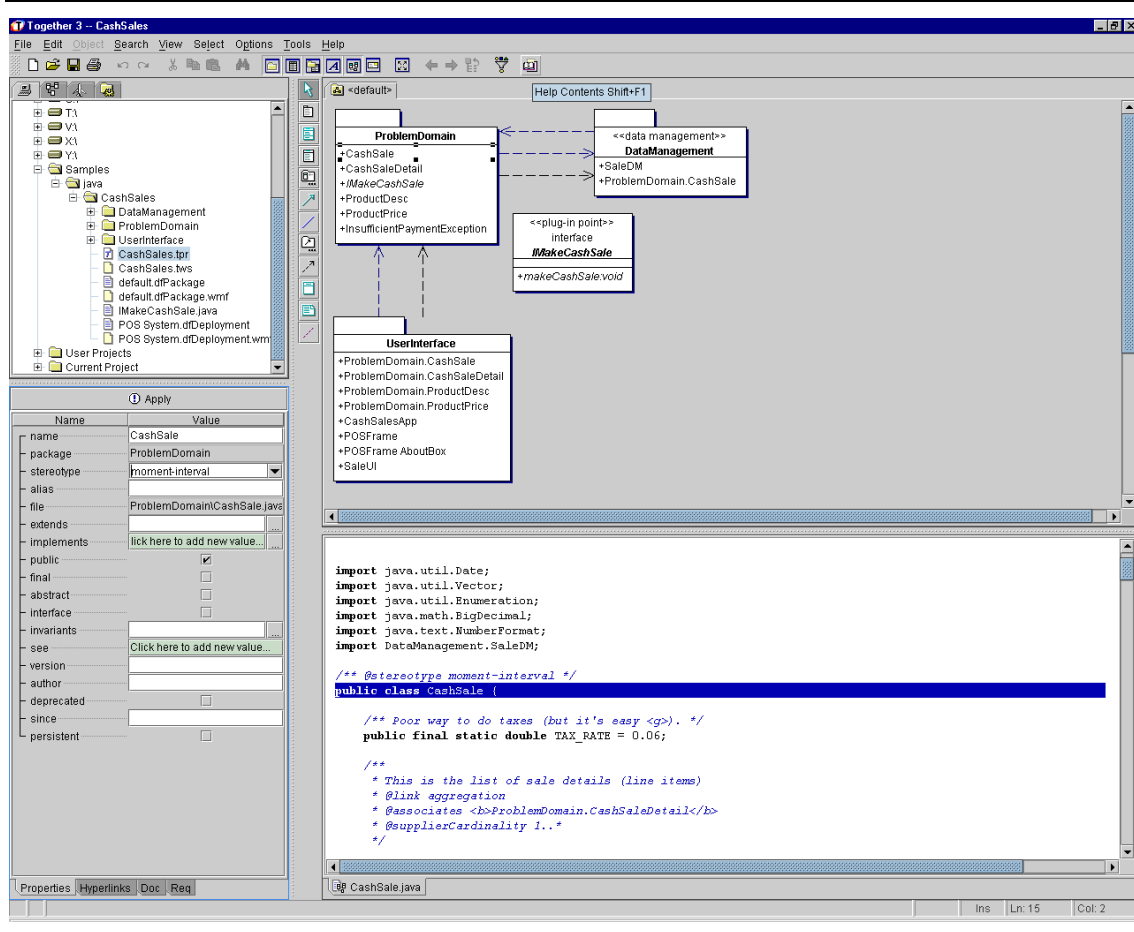 Together 3 -- CashSales
File Edit Object Search View Select Options Tools Help
<default>
Help Contents Shift+F1
T:\
V:\
X:\
Y:\
Samples
java
CashSales
DataManagement
ProblemDomain
UserInterface
CashSales.tpr
CashSales.tws
default.dfPackage
default.dfPackage.wmf
IMakeCashSale.java
POS System.dfDeployment
POS System.dfDeployment.wm
User Projects
Current Project
ProblemDomain
+CashSale
+CashSaleDetail
+IMakeCashSale
+ProductDesc
+ProductPrice
+InsufficientPaymentException
<<data management>>
DataManagement
+SaleDM
+ProblemDomain.CashSale
<<plug-in point>>
interface
IMakeCashSale
+makeCashSale:void
UserInterface
+ProblemDomain.CashSale
+ProblemDomain.CashSaleDetail
+ProblemDomain.ProductDesc
+ProblemDomain.ProductPrice
+CashSalesApp
+POSFrame
+POSFrame AboutBox
+SaleUI
Apply
Name Value
name CashSale
package ProblemDomain
stereotype moment-interval
alias
file ProblemDomain\CashSale.java
extends ...
implements lick here to add new value... ...
public
final
abstract
interface
invariants ...
see Click here to add new value...
version
author
deprecated
since
persistent
Properties Hyperlinks Doc Req
import java.util.Date;
import java.util.Vector;
import java.util.Enumeration;
import java.math.BigDecimal;
import java.text.NumberFormat;
import DataManagement.SaleDM;
/** @stereotype moment-interval */
public class CashSale {
/** Poor way to do taxes (but it's easy <g>). */
public final static double TAX_RATE = 0.06;
/**
* This is the list of sale details (line items)
* @link aggregation
* @associates <b>ProblemDomain.CashSaleDetail</b>
* @supplierCardinality 1..*
*/
CashSale.java
Ins Ln: 15 Col: 2